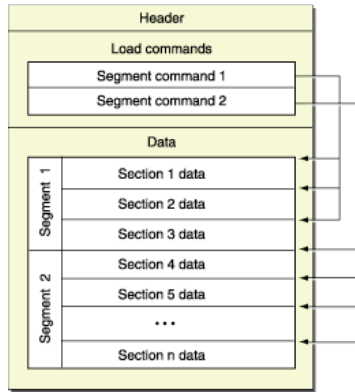 Header
Load commands
Segment command 1
Segment command 2
Data
Segment 1
Section 1 data
Section 2 data
Section 3 data
Segment 2
Section 4 data
Section 5 data
...
Section n data